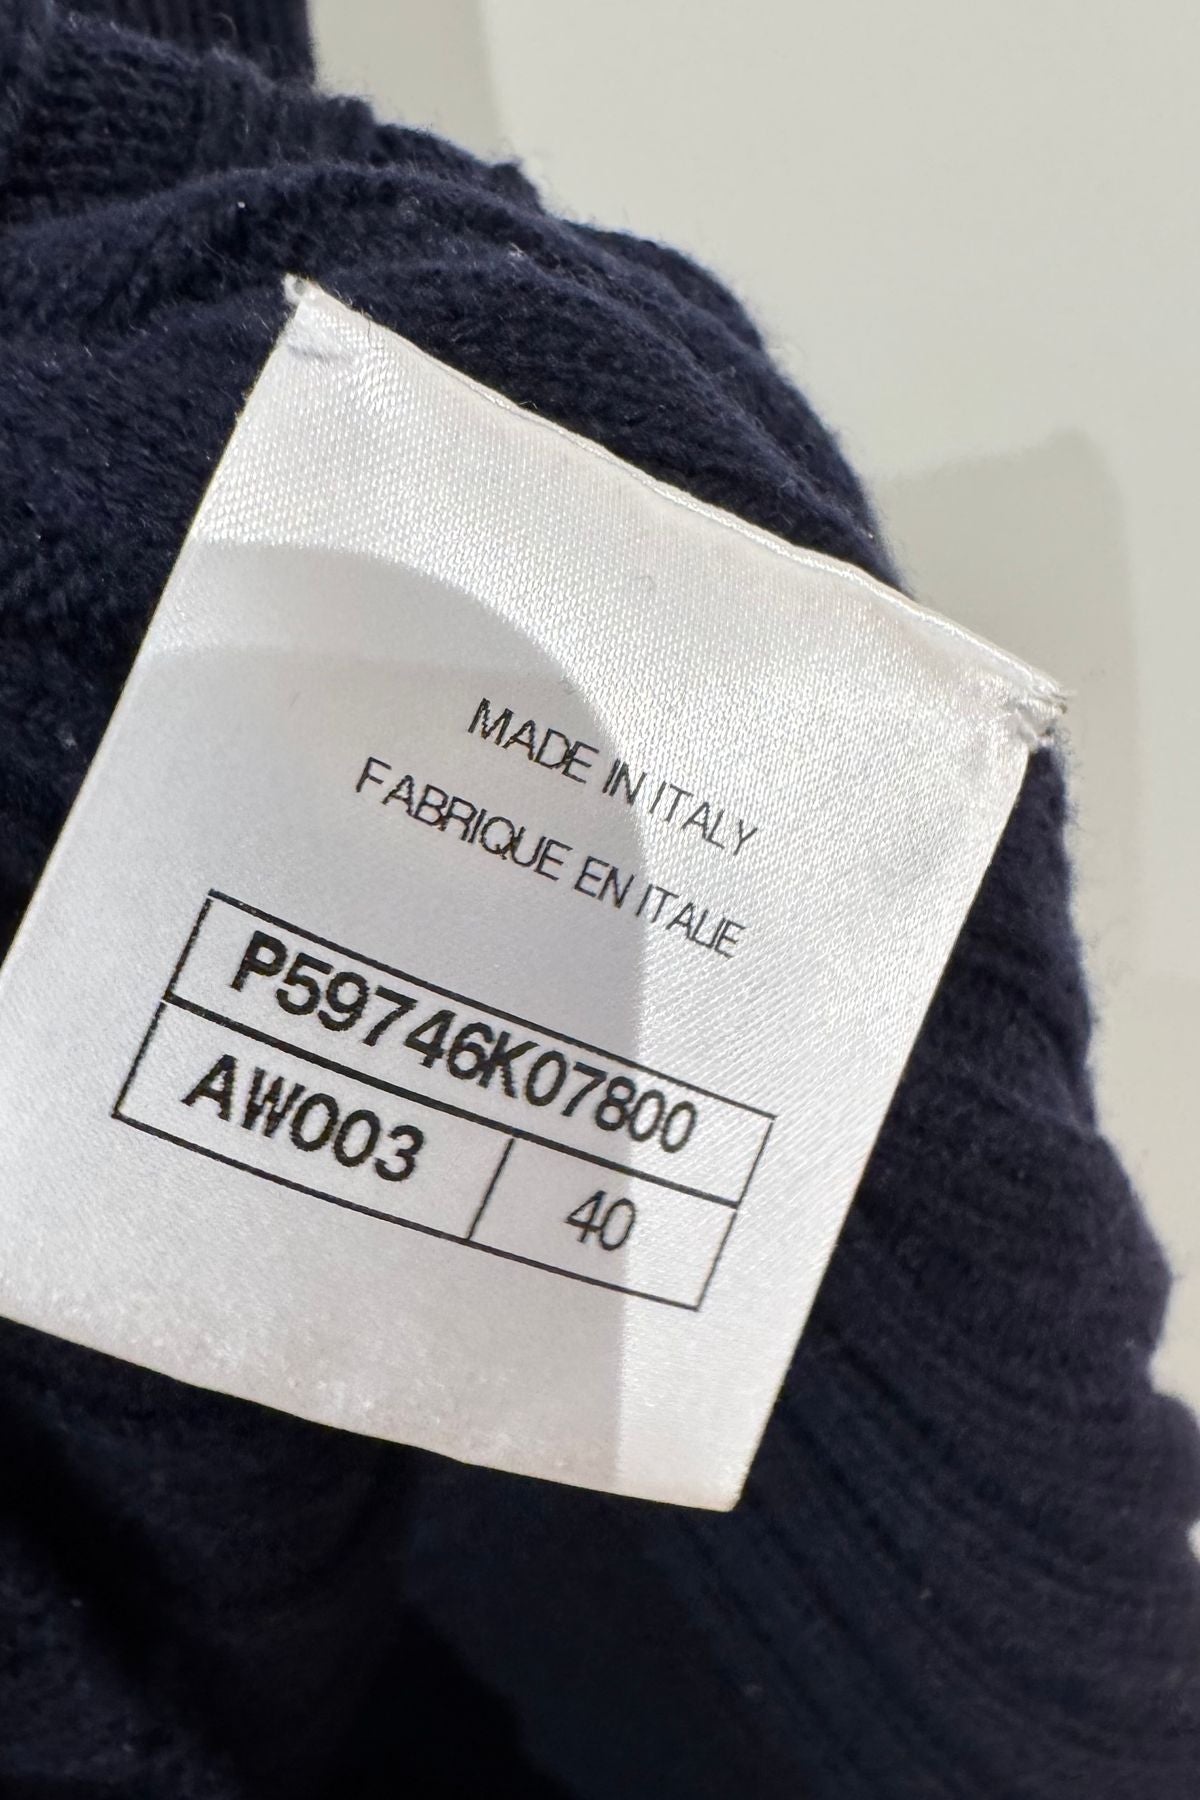 MADE IN ITALY
FABRIQUE EN ITALIE
P59746K07800
AW003 40